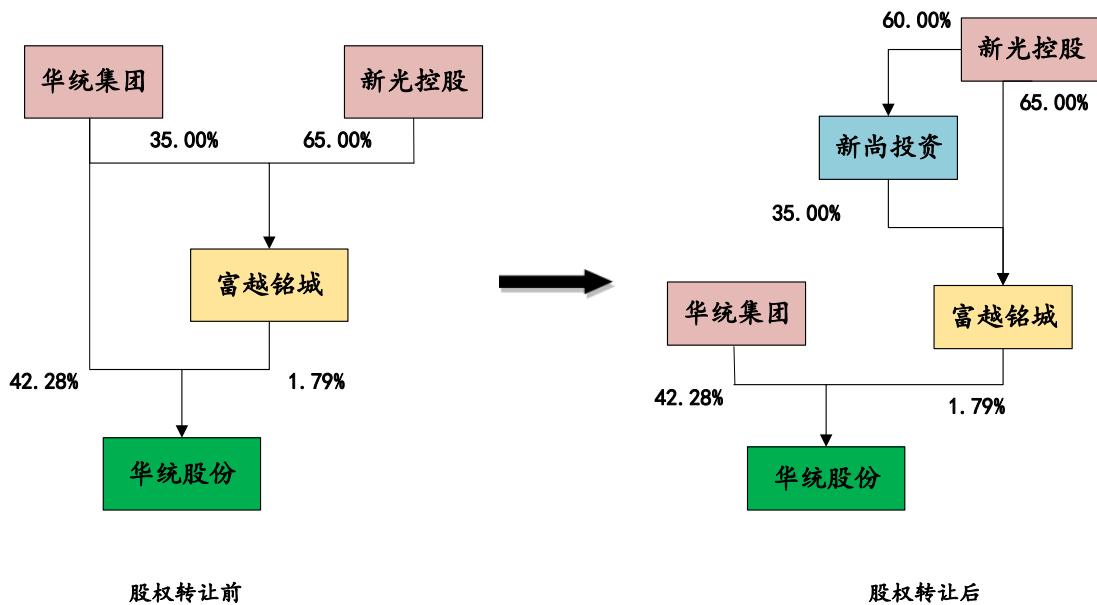 华统集团
新光控股
35.00%
65.00%
富越铭城
42.28%
1.79%
华统股份
股权转让前
60.00%
新光控股
65.00%
新尚投资
35.00%
华统集团
富越铭城
42.28%
1.79%
华统股份
股权转让后